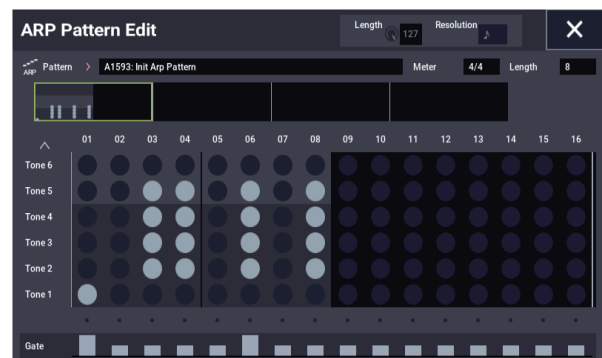 ARP Pattern Edit
Length 127 Resolution
ARP Pattern > A1593: Init Arp Pattern Meter 4/4 Length 8
01 02 03 04 05 06 07 08 09 10 11 12 13 14 15 16
Tone 6
Tone 5
Tone 4
Tone 3
Tone 2
Tone 1
Gate